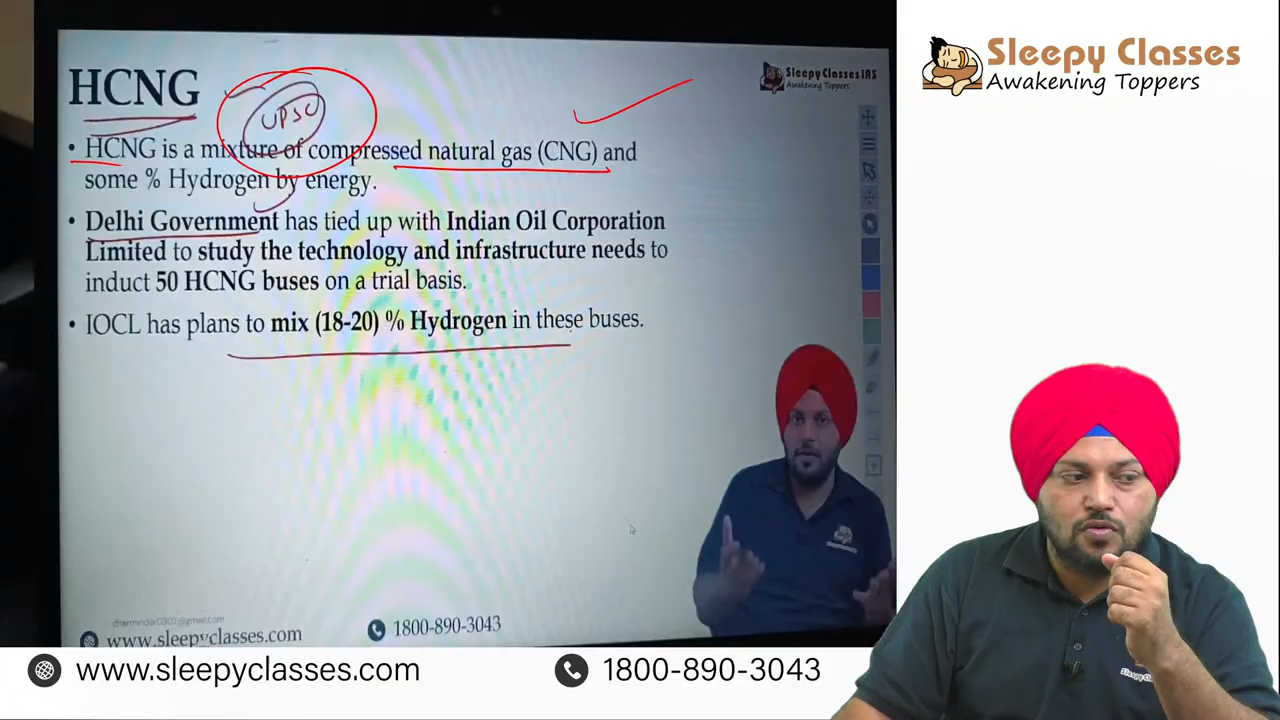 HCNG
UPSC
Sleepy Classes IAS
Awakening Toppers
• HCNG is a mixture of compressed natural gas (CNG) and
some % Hydrogen by energy.
• Delhi Government has tied up with Indian Oil Corporation
Limited to study the technology and infrastructure needs to
induct 50 HCNG buses on a trial basis.
• IOCL has plans to mix (18-20) % Hydrogen in these buses.
www.sleepyclasses.com
1800-890-3043
Sleepy Classes
Awakening Toppers
Sleepy
www.sleepyclasses.com
1800-890-3043